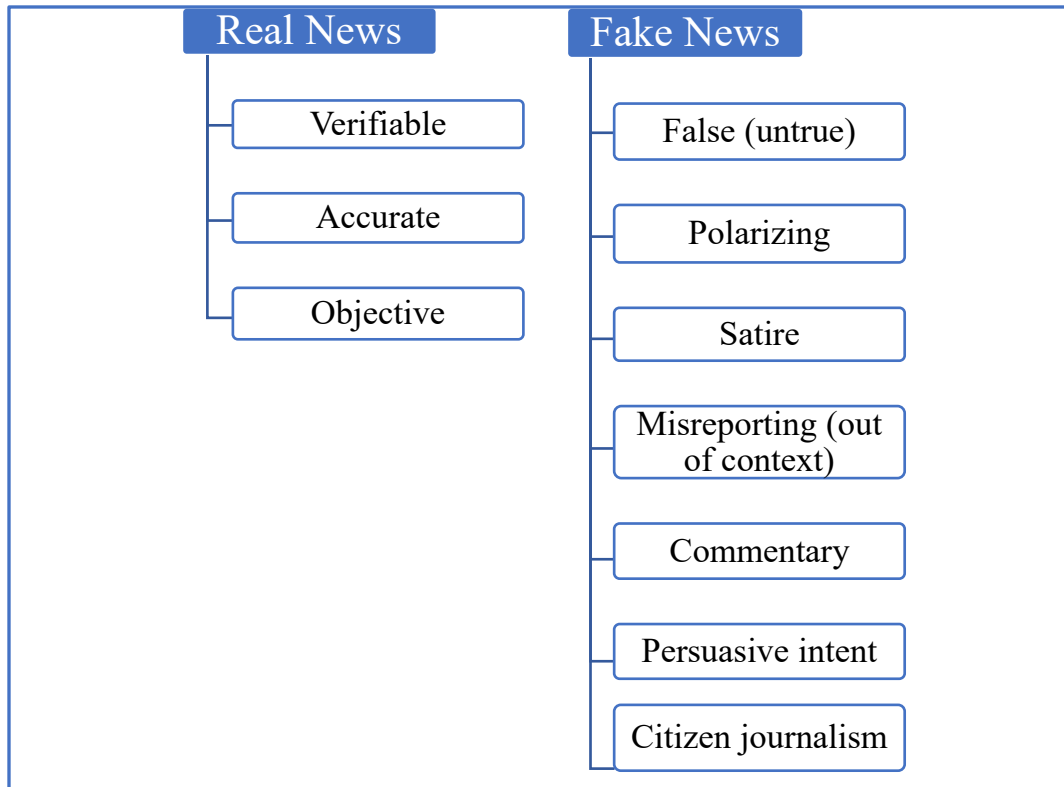 Real News
Verifiable
Accurate
Objective
Fake News
False (untrue)
Polarizing
Satire
Misreporting (out
of context)
Commentary
Persuasive intent
Citizen journalism